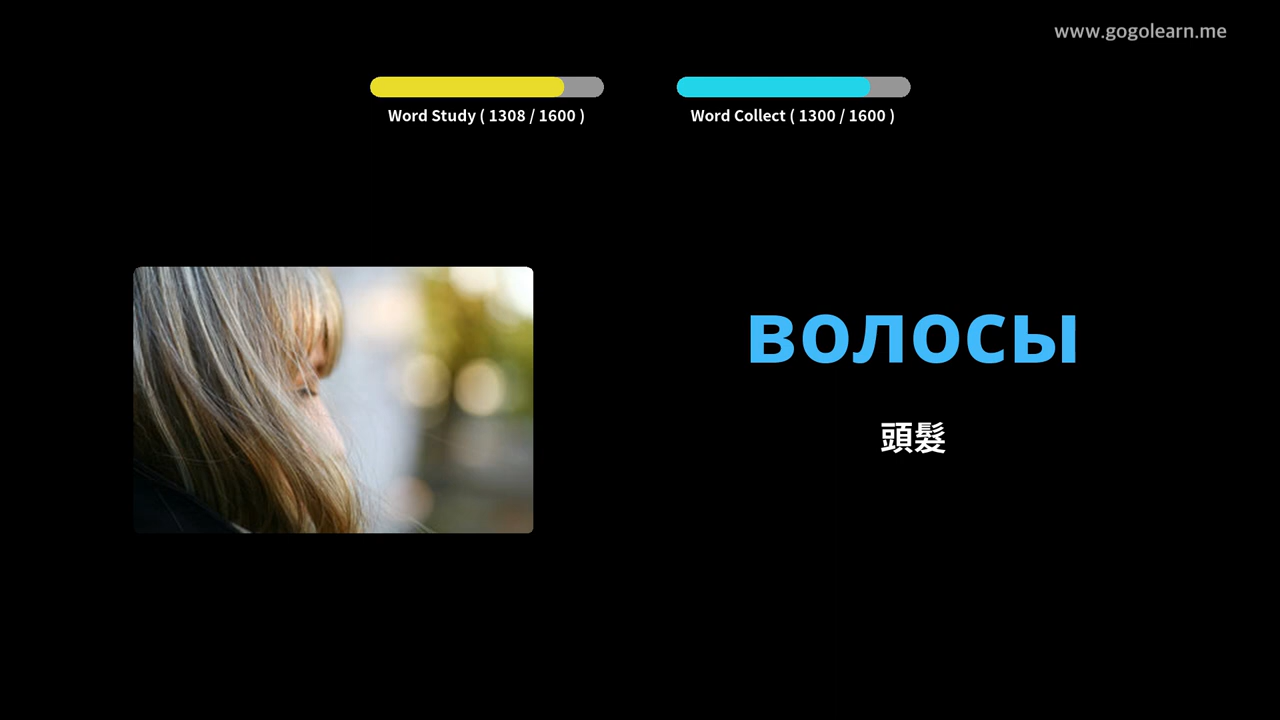 www.gogolearn.me
Word Study ( 1308 / 1600 )
Word Collect ( 1300 / 1600 )
волосы
頭髮